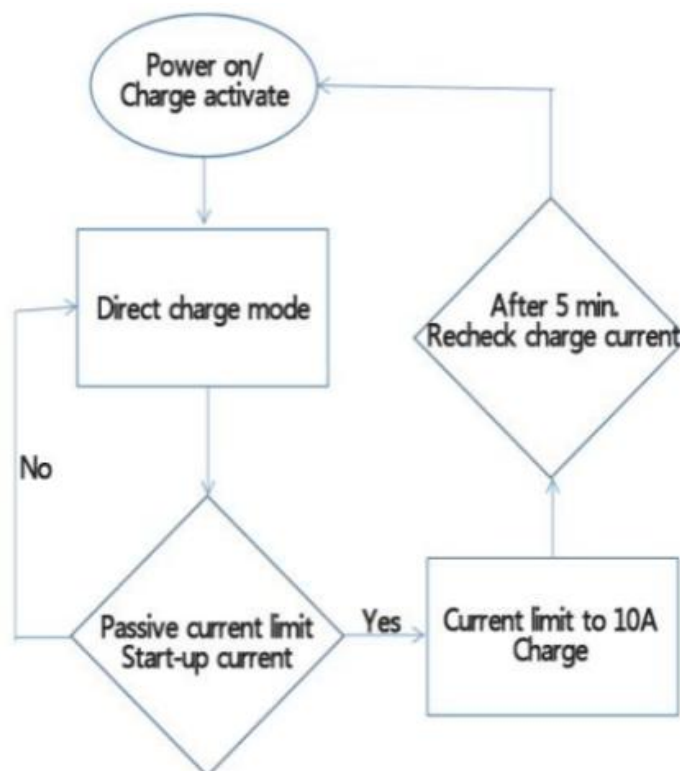 Power on/
Charge activate
Direct charge mode
After 5 min.
Recheck charge current
No
Passive current limit
Start-up current
Yes
Current limit to 10A
Charge